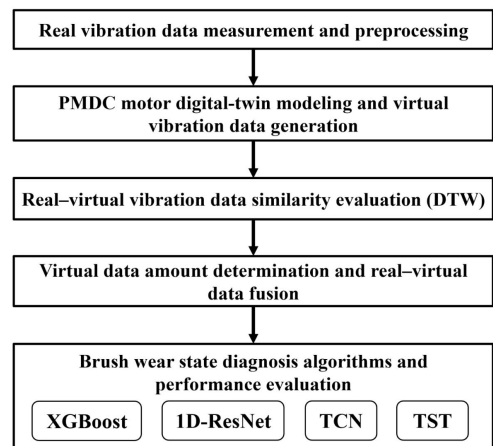 Real vibration data measurement and preprocessing
PMDC motor digital-twin modeling and virtual
vibration data generation
Real–virtual vibration data similarity evaluation (DTW)
Virtual data amount determination and real–virtual
data fusion
Brush wear state diagnosis algorithms and
performance evaluation
XGBoost 1D-ResNet TCN TST